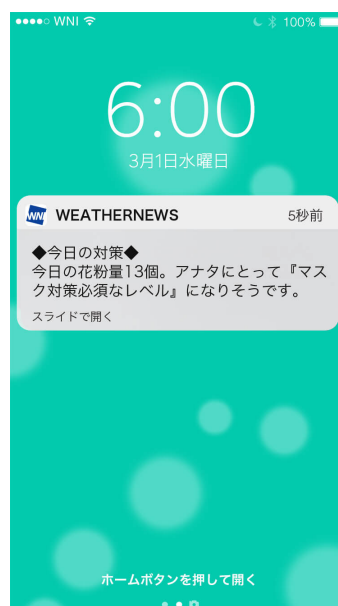 WNI 100%
6:00
3月1日水曜日
WNI WEATHERNEWS 5秒前
◆今日の対策◆
今日の花粉量13個。アナタにとって『マス
ク対策必須なレベル』になりそうです。
スライドで開く
ホームボタンを押して開く